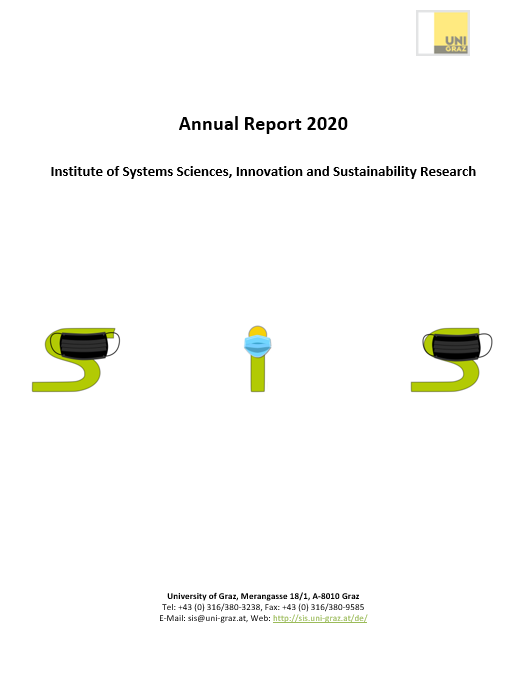 UNI
GRAZ
Annual Report 2020
Institute of Systems Sciences, Innovation and Sustainability Research
s i s
University of Graz, Merangasse 18/1, A-8010 Graz
Tel: +43 (0) 316/380-3238, Fax: +43 (0) 316/380-9585
E-Mail: sis@uni-graz.at, Web: http://sis.uni-graz.at/de/